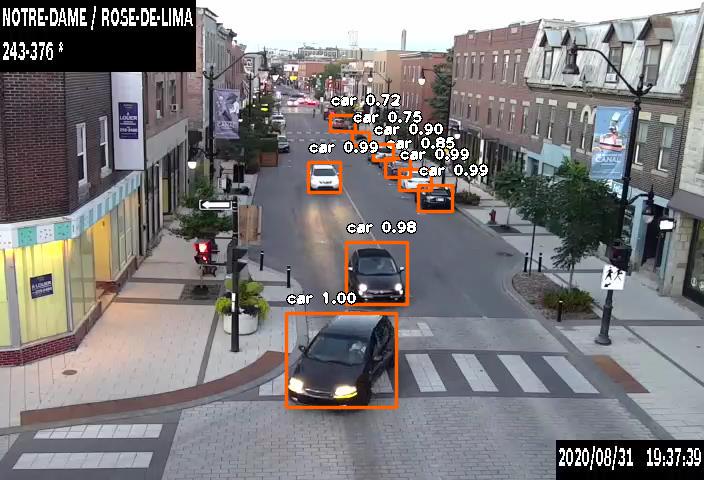 NOTRE-DAME / ROSE-DE-LIMA
243-376 *
car 0.72
car 0.75
car 0.90
car 0.85
car 0.99
car 0.99
car 0.99
car 0.98
car 1.00
À LOUER
CANAL
2020/08/31 19:37:39